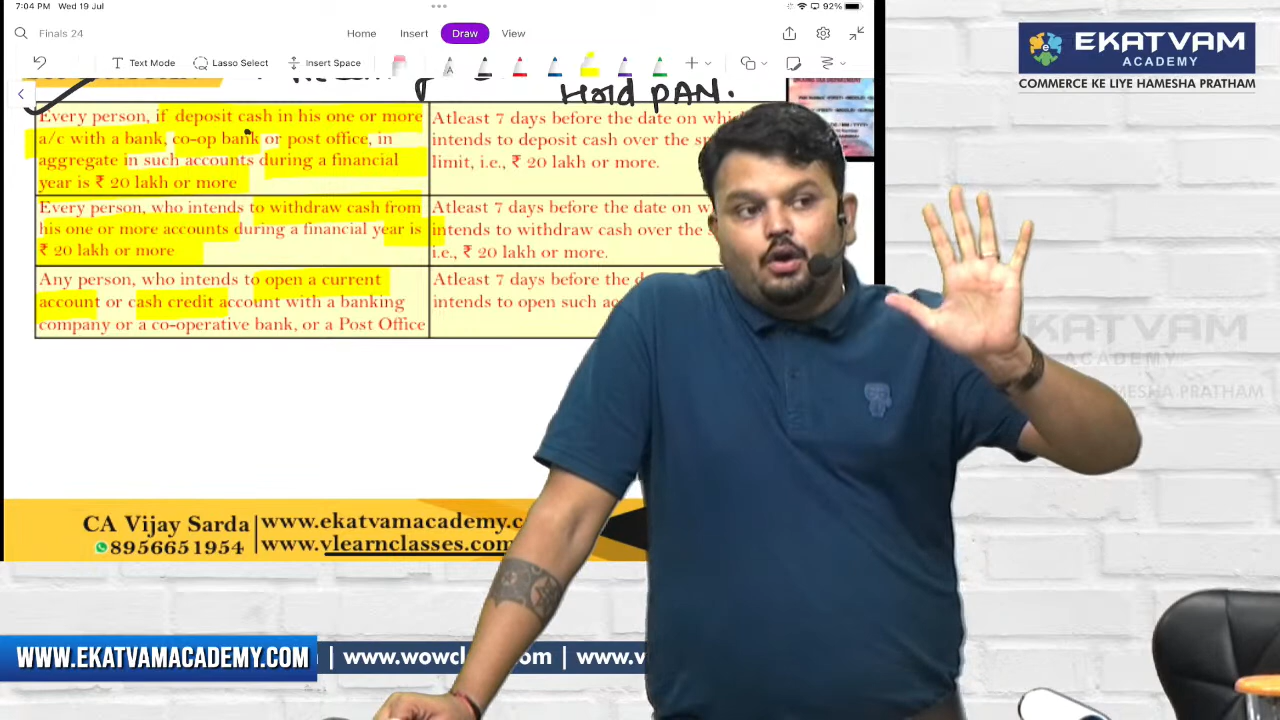 7:04 PM Wed 19 Jul
92%
Finals 24
Home Insert Draw View
Text Mode Lasso Select Insert Space
Hold PAN.
Every person, if deposit cash in his one or more
a/c with a bank, co-op bank or post office, in
aggregate in such accounts during a financial
year is ₹ 20 lakh or more
Atleast 7 days before the date on
intends to deposit cash over the
limit, i.e., ₹ 20 lakh or more.
Every person, who intends to withdraw cash from
his one or more accounts during a financial year is
₹ 20 lakh or more
Atleast 7 days before the date on
intends to withdraw cash over the
i.e., ₹ 20 lakh or more.
Any person, who intends to open a current
account or cash credit account with a banking
company or a co-operative bank, or a Post Office
Atleast 7 days before the
intends to open such
CA Vijay Sarda
8956651954
www.ekatvamacademy.c
www.vlearnclasses.com
WWW.EKATVAMACADEMY.COM
EKATVAM
ACADEMY
COMMERCE KE LIYE HAMESHA PRATHAM
EKATVAM
ACADEMY
MESHA PRATHAM